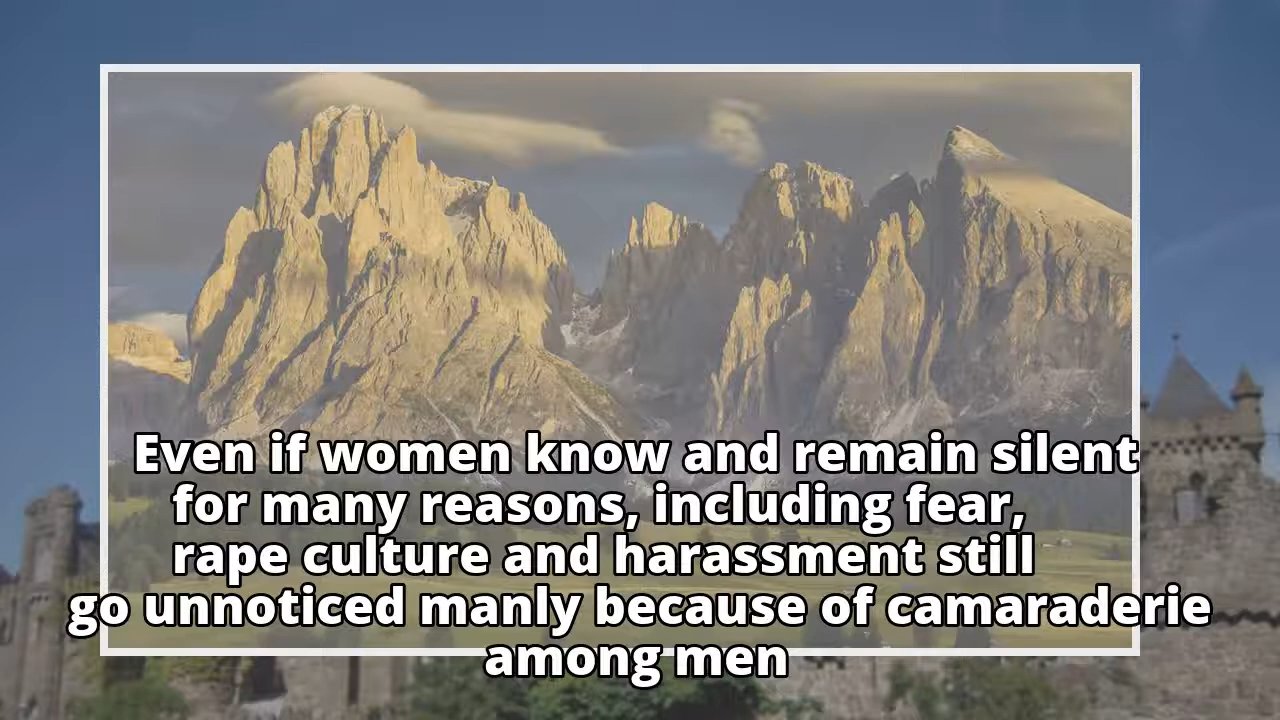 Even if women know and remain silent
for many reasons, including fear,
rape culture and harassment still
go unnoticed manly because of camaraderie
among men